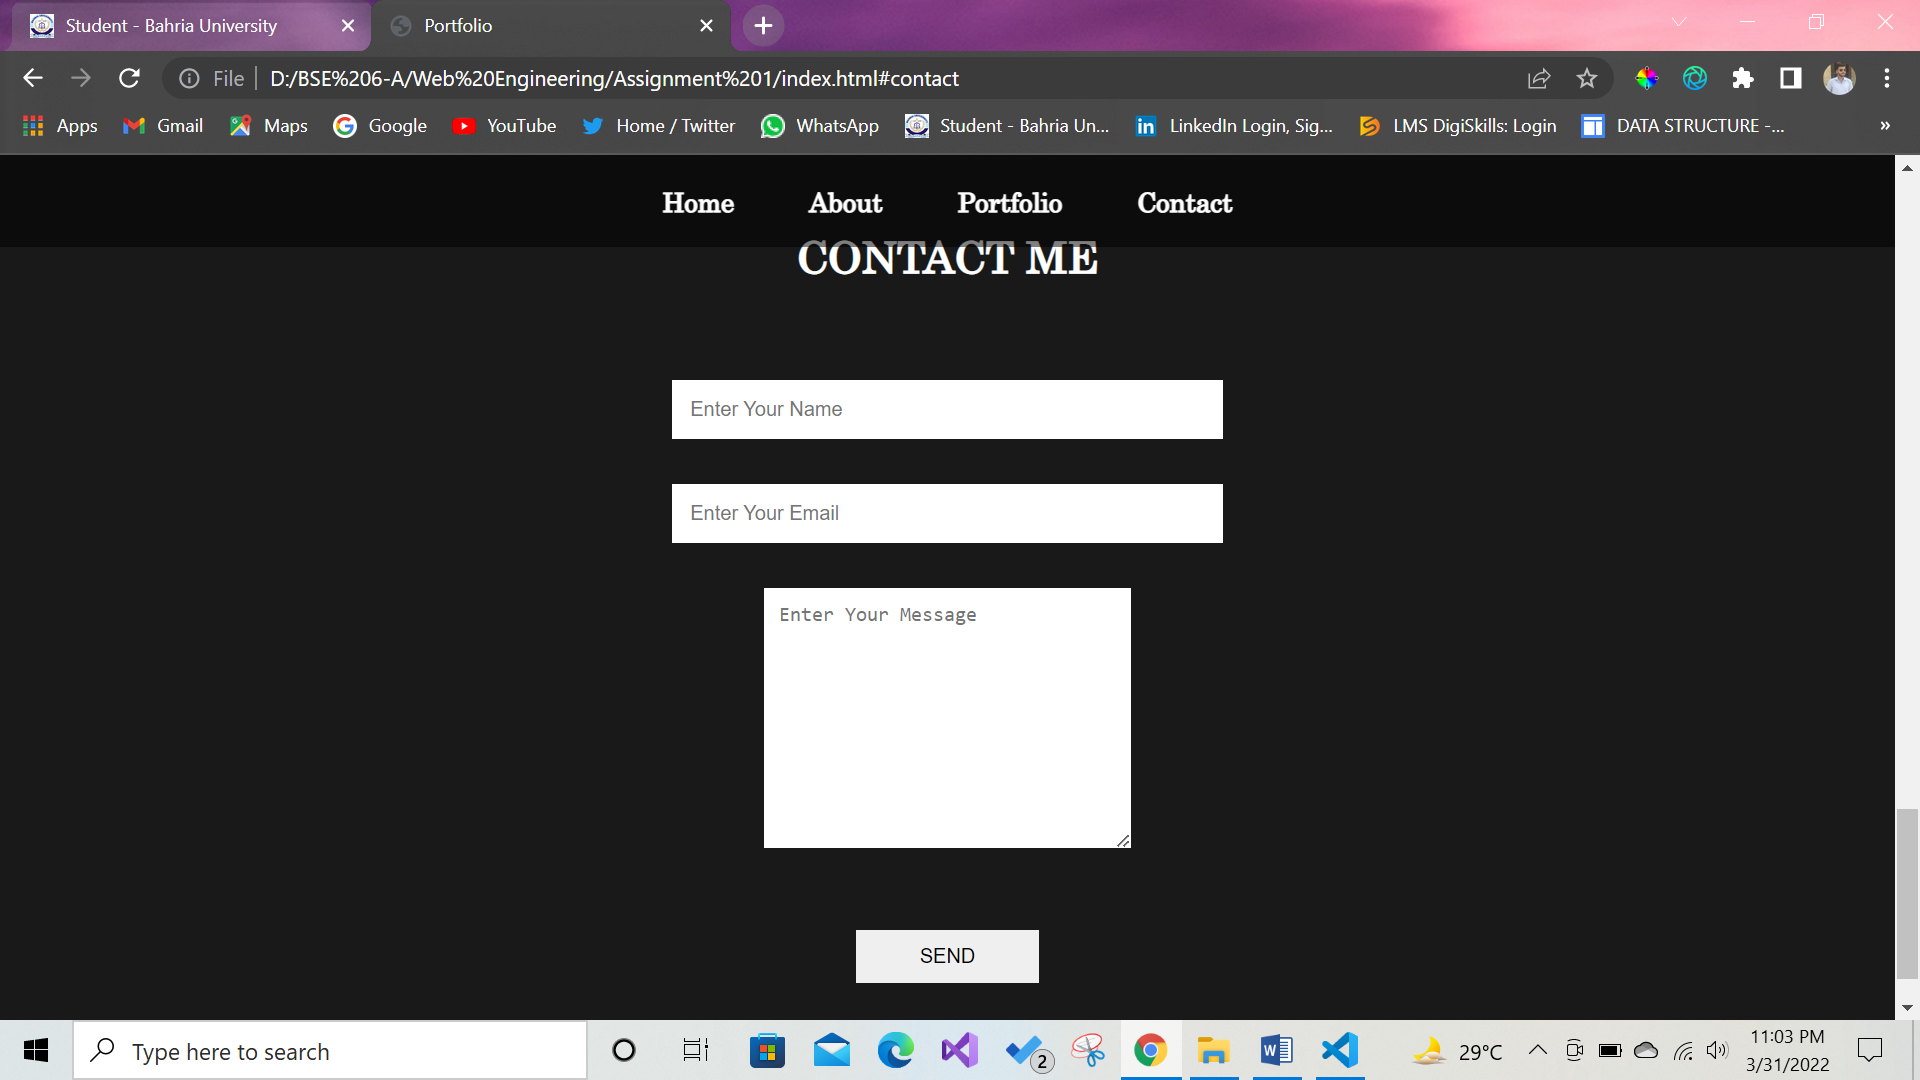 Student - Bahria University
Portfolio
File
D:/BSE%206-A/Web%20Engineering/Assignment%201/index.html#contact
Apps Gmail Maps Google YouTube Home / Twitter WhatsApp Student - Bahria Un... LinkedIn Login, Sig... LMS DigiSkills: Login DATA STRUCTURE -... »
Home About Portfolio Contact
CONTACT ME
Enter Your Name
Enter Your Email
Enter Your Message
SEND
Type here to search
2
29°C
11:03 PM
3/31/2022